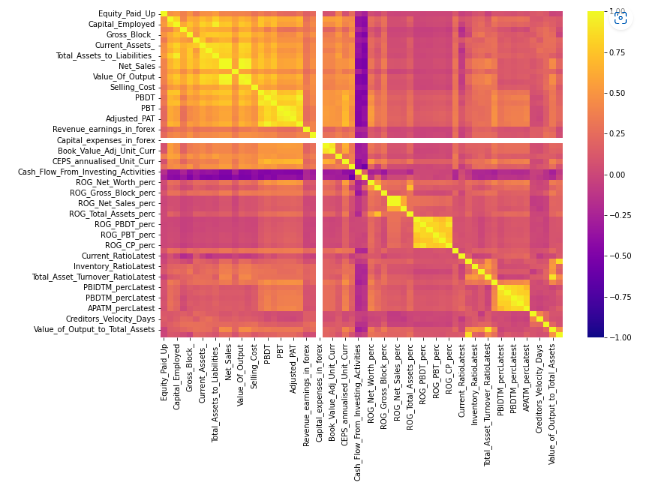 Equity_Paid_Up
Capital_Employed
Gross_Block_
Current_Assets_
Total_Assets_to_Liabilities_
Net_Sales
Value_Of_Output
Selling_Cost
PBDT
PBT
Adjusted_PAT
Revenue_earnings_in_forex
Capital_expenses_in_forex
Book_Value_Adj_Unit_Curr
CEPS_annualised_Unit_Curr
Cash_Flow_From_Investing_Activities
ROG_Net_Worth_perc
ROG_Gross_Block_perc
ROG_Net_Sales_perc
ROG_Total_Assets_perc
ROG_PBDT_perc
ROG_PBT_perc
ROG_CP_perc
Current_RatioLatest
Inventory_RatioLatest
Total_Asset_Turnover_RatioLatest
PBIDTM_percLatest
PBDTM_percLatest
APATM_percLatest
Creditors_Velocity_Days
Value_of_Output_to_Total_Assets
Equity_Paid_Up
Capital_Employed
Gross_Block_
Current_Assets_
Total_Assets_to_Liabilities_
Net_Sales
Value_Of_Output
Selling_Cost
PBDT
PBT
Adjusted_PAT
Revenue_earnings_in_forex
Capital_expenses_in_forex
Book_Value_Adj_Unit_Curr
CEPS_annualised_Unit_Curr
Cash_Flow_From_Investing_Activities
ROG_Net_Worth_perc
ROG_Gross_Block_perc
ROG_Net_Sales_perc
ROG_Total_Assets_perc
ROG_PBDT_perc
ROG_PBT_perc
ROG_CP_perc
Current_RatioLatest
Inventory_RatioLatest
Total_Asset_Turnover_RatioLatest
PBIDTM_percLatest
PBDTM_percLatest
APATM_percLatest
Creditors_Velocity_Days
Value_of_Output_to_Total_Assets
1.00
0.75
0.50
0.25
0.00
−0.25
−0.50
−0.75
−1.00